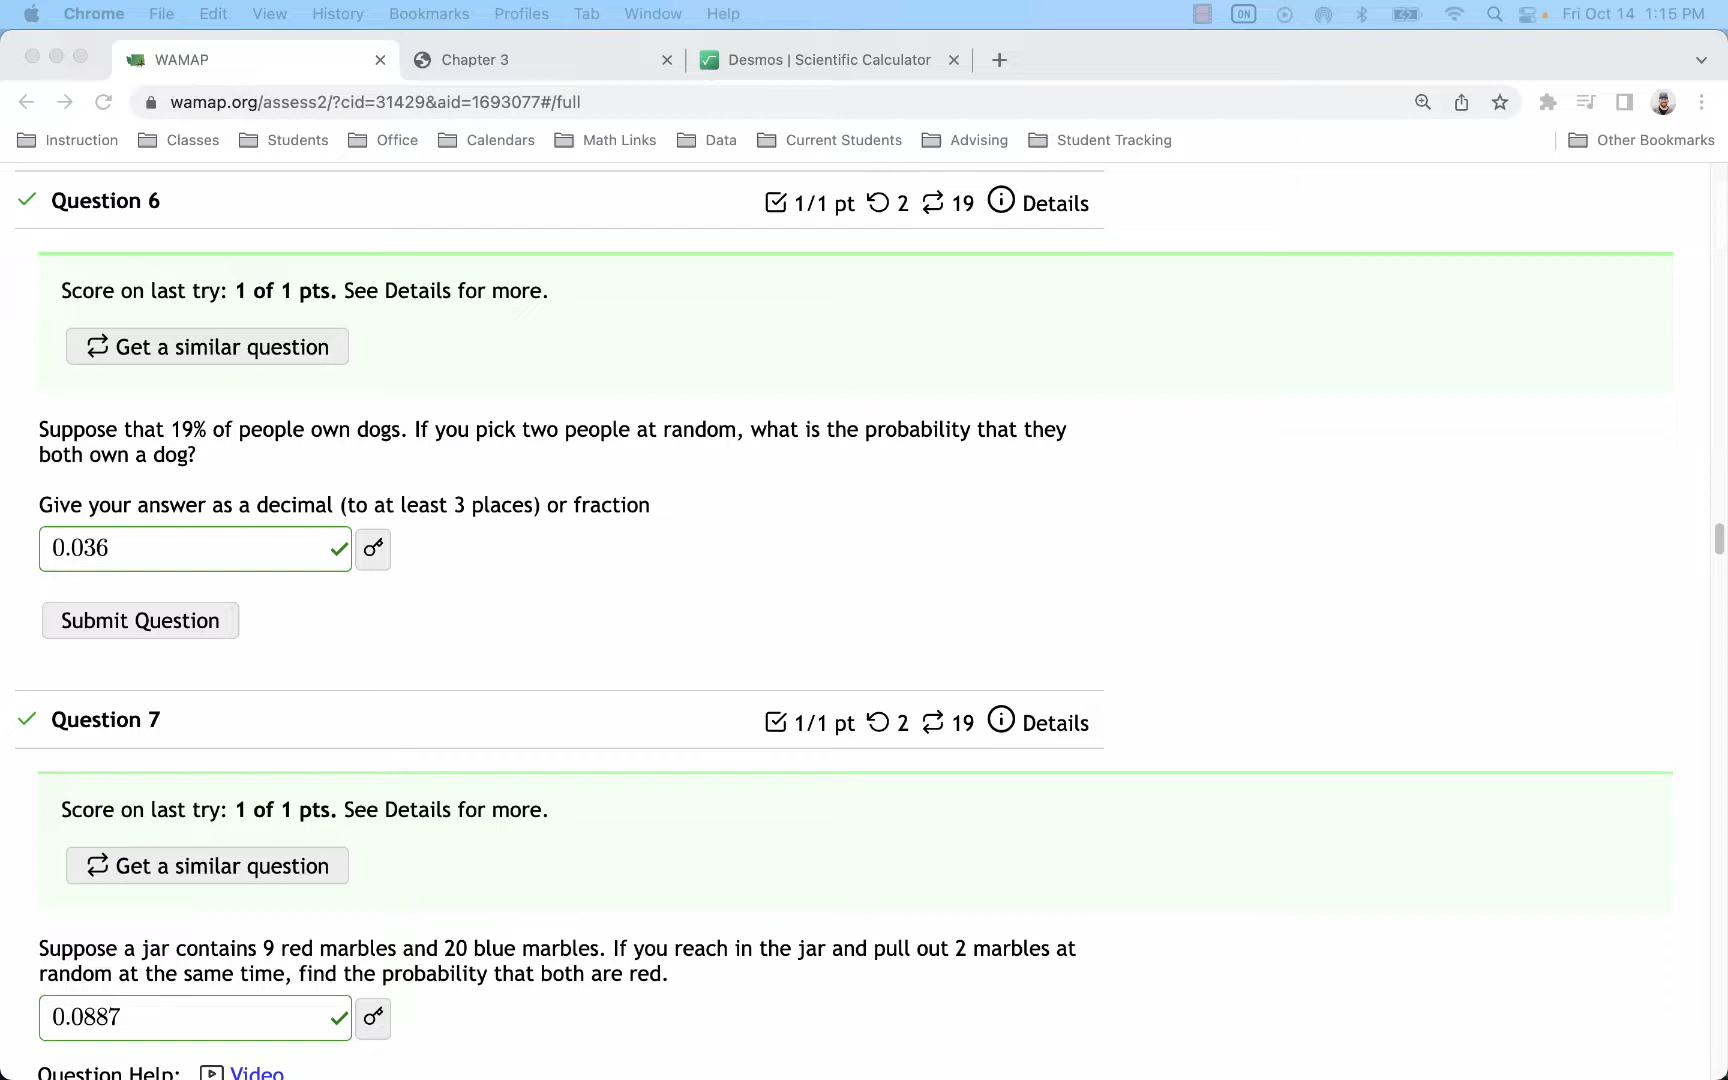 Chrome File Edit View History Bookmarks Profiles Tab Window Help ON Fri Oct 14 1:15 PM
WAMAP Chapter 3 Desmos | Scientific Calculator
wamap.org/assess2/?cid=31429&aid=1693077#/full
Instruction Classes Students Office Calendars Math Links Data Current Students Advising Student Tracking Other Bookmarks
Question 6 1/1 pt 2 19 Details
Score on last try: 1 of 1 pts. See Details for more.
Get a similar question
Suppose that 19% of people own dogs. If you pick two people at random, what is the probability that they
both own a dog?
Give your answer as a decimal (to at least 3 places) or fraction
0.036
Submit Question
Question 7 1/1 pt 2 19 Details
Score on last try: 1 of 1 pts. See Details for more.
Get a similar question
Suppose a jar contains 9 red marbles and 20 blue marbles. If you reach in the jar and pull out 2 marbles at
random at the same time, find the probability that both are red.
0.0887
Question Help: Video